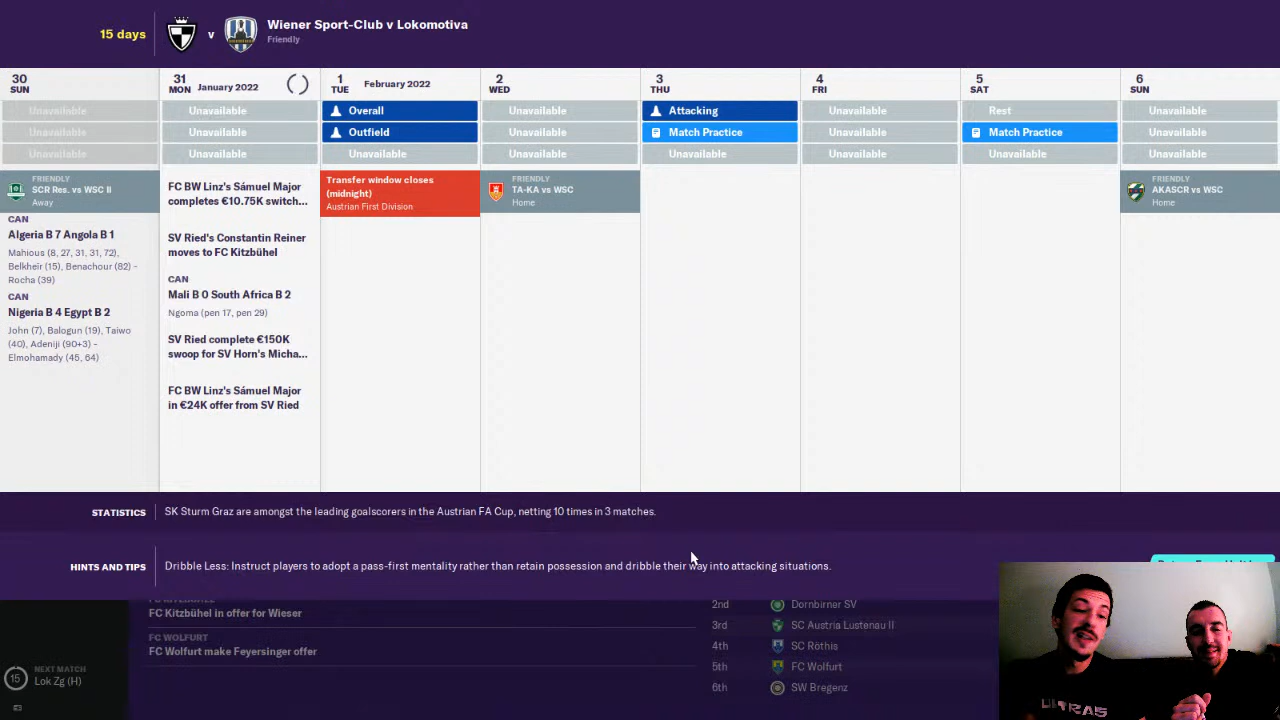 15 days
v
Wiener Sport-Club v Lokomotiva
Friendly
30
SUN
31
MON January 2022
1
TUE February 2022
2
WED
3
THU
4
FRI
5
SAT
6
SUN
Unavailable
Unavailable
Overall
Unavailable
Attacking
Unavailable
Rest
Unavailable
Unavailable
Unavailable
Outfield
Unavailable
Match Practice
Unavailable
Match Practice
Unavailable
Unavailable
Unavailable
Unavailable
Unavailable
Unavailable
Unavailable
Unavailable
Unavailable
FRIENDLY
SCR Res. vs WSC II
Away
CAN
Algeria B 7 Angola B 1
Mahious (8, 27, 31, 31, 72),
Belkheir (15), Benachour (82) -
Rocha (39)
CAN
Nigeria B 4 Egypt B 2
John (7), Balogun (19), Taiwo
(40), Adeniji (90+3) -
Elmohamady (45, 64)
FC BW Linz's Sámuel Major
completes €10.75K switch...
SV Ried's Constantin Reiner
moves to FC Kitzbühel
CAN
Mali B 0 South Africa B 2
Ngoma (pen 17, pen 29)
SV Ried complete €150K
swoop for SV Horn's Micha...
FC BW Linz's Sámuel Major
in €24K offer from SV Ried
Transfer window closes
(midnight)
Austrian First Division
FRIENDLY
TA-KA vs WSC
Home
FRIENDLY
AKASCR vs WSC
Home
STATISTICS
SK Sturm Graz are amongst the leading goalscorers in the Austrian FA Cup, netting 10 times in 3 matches.
HINTS AND TIPS
Dribble Less: Instruct players to adopt a pass-first mentality rather than retain possession and dribble their way into attacking situations.
FC Kitzbühel in offer for Wieser
FC WOLFURT
FC Wolfurt make Feyersinger offer
2nd Dornbirner SV
3rd SC Austria Lustenau II
4th SC Röthis
5th FC Wolfurt
6th SW Bregenz
15
NEXT MATCH
Lok Zg (H)